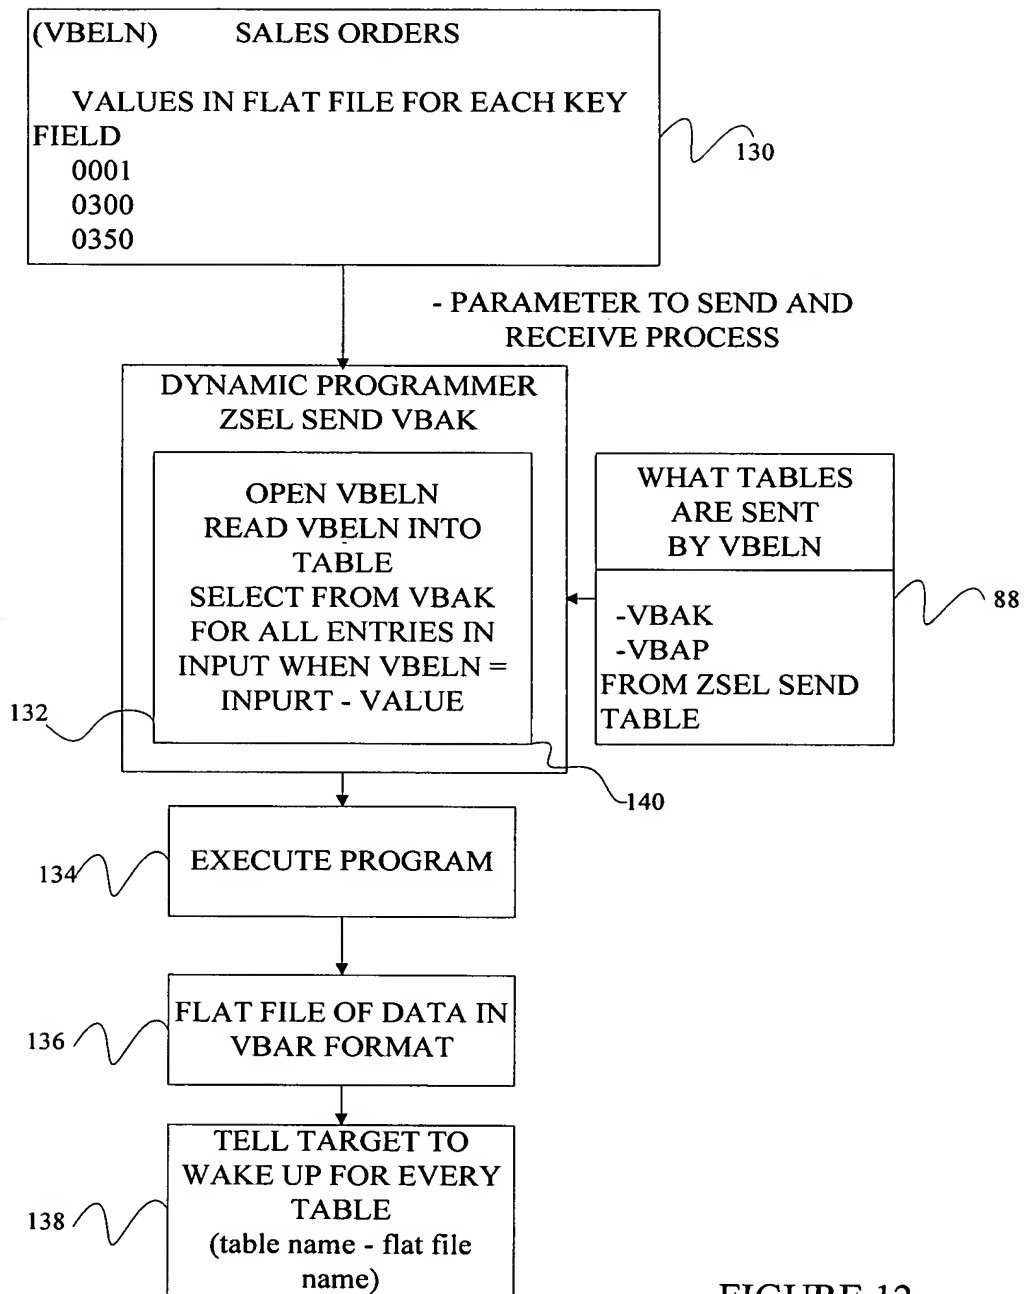 (VBELN) SALES ORDERS
VALUES IN FLAT FILE FOR EACH KEY
FIELD
0001
0300
0350
130
- PARAMETER TO SEND AND
RECEIVE PROCESS
DYNAMIC PROGRAMMER
ZSEL SEND VBAK
OPEN VBELN
READ VBELN INTO
TABLE
SELECT FROM VBAK
FOR ALL ENTRIES IN
INPUT WHEN VBELN =
INPURT - VALUE
132
140
WHAT TABLES
ARE SENT
BY VBELN
-VBAK
-VBAP
FROM ZSEL SEND
TABLE
88
EXECUTE PROGRAM
134
FLAT FILE OF DATA IN
VBAR FORMAT
136
TELL TARGET TO
WAKE UP FOR EVERY
TABLE
(table name - flat file
name)
138
FIGURE 12